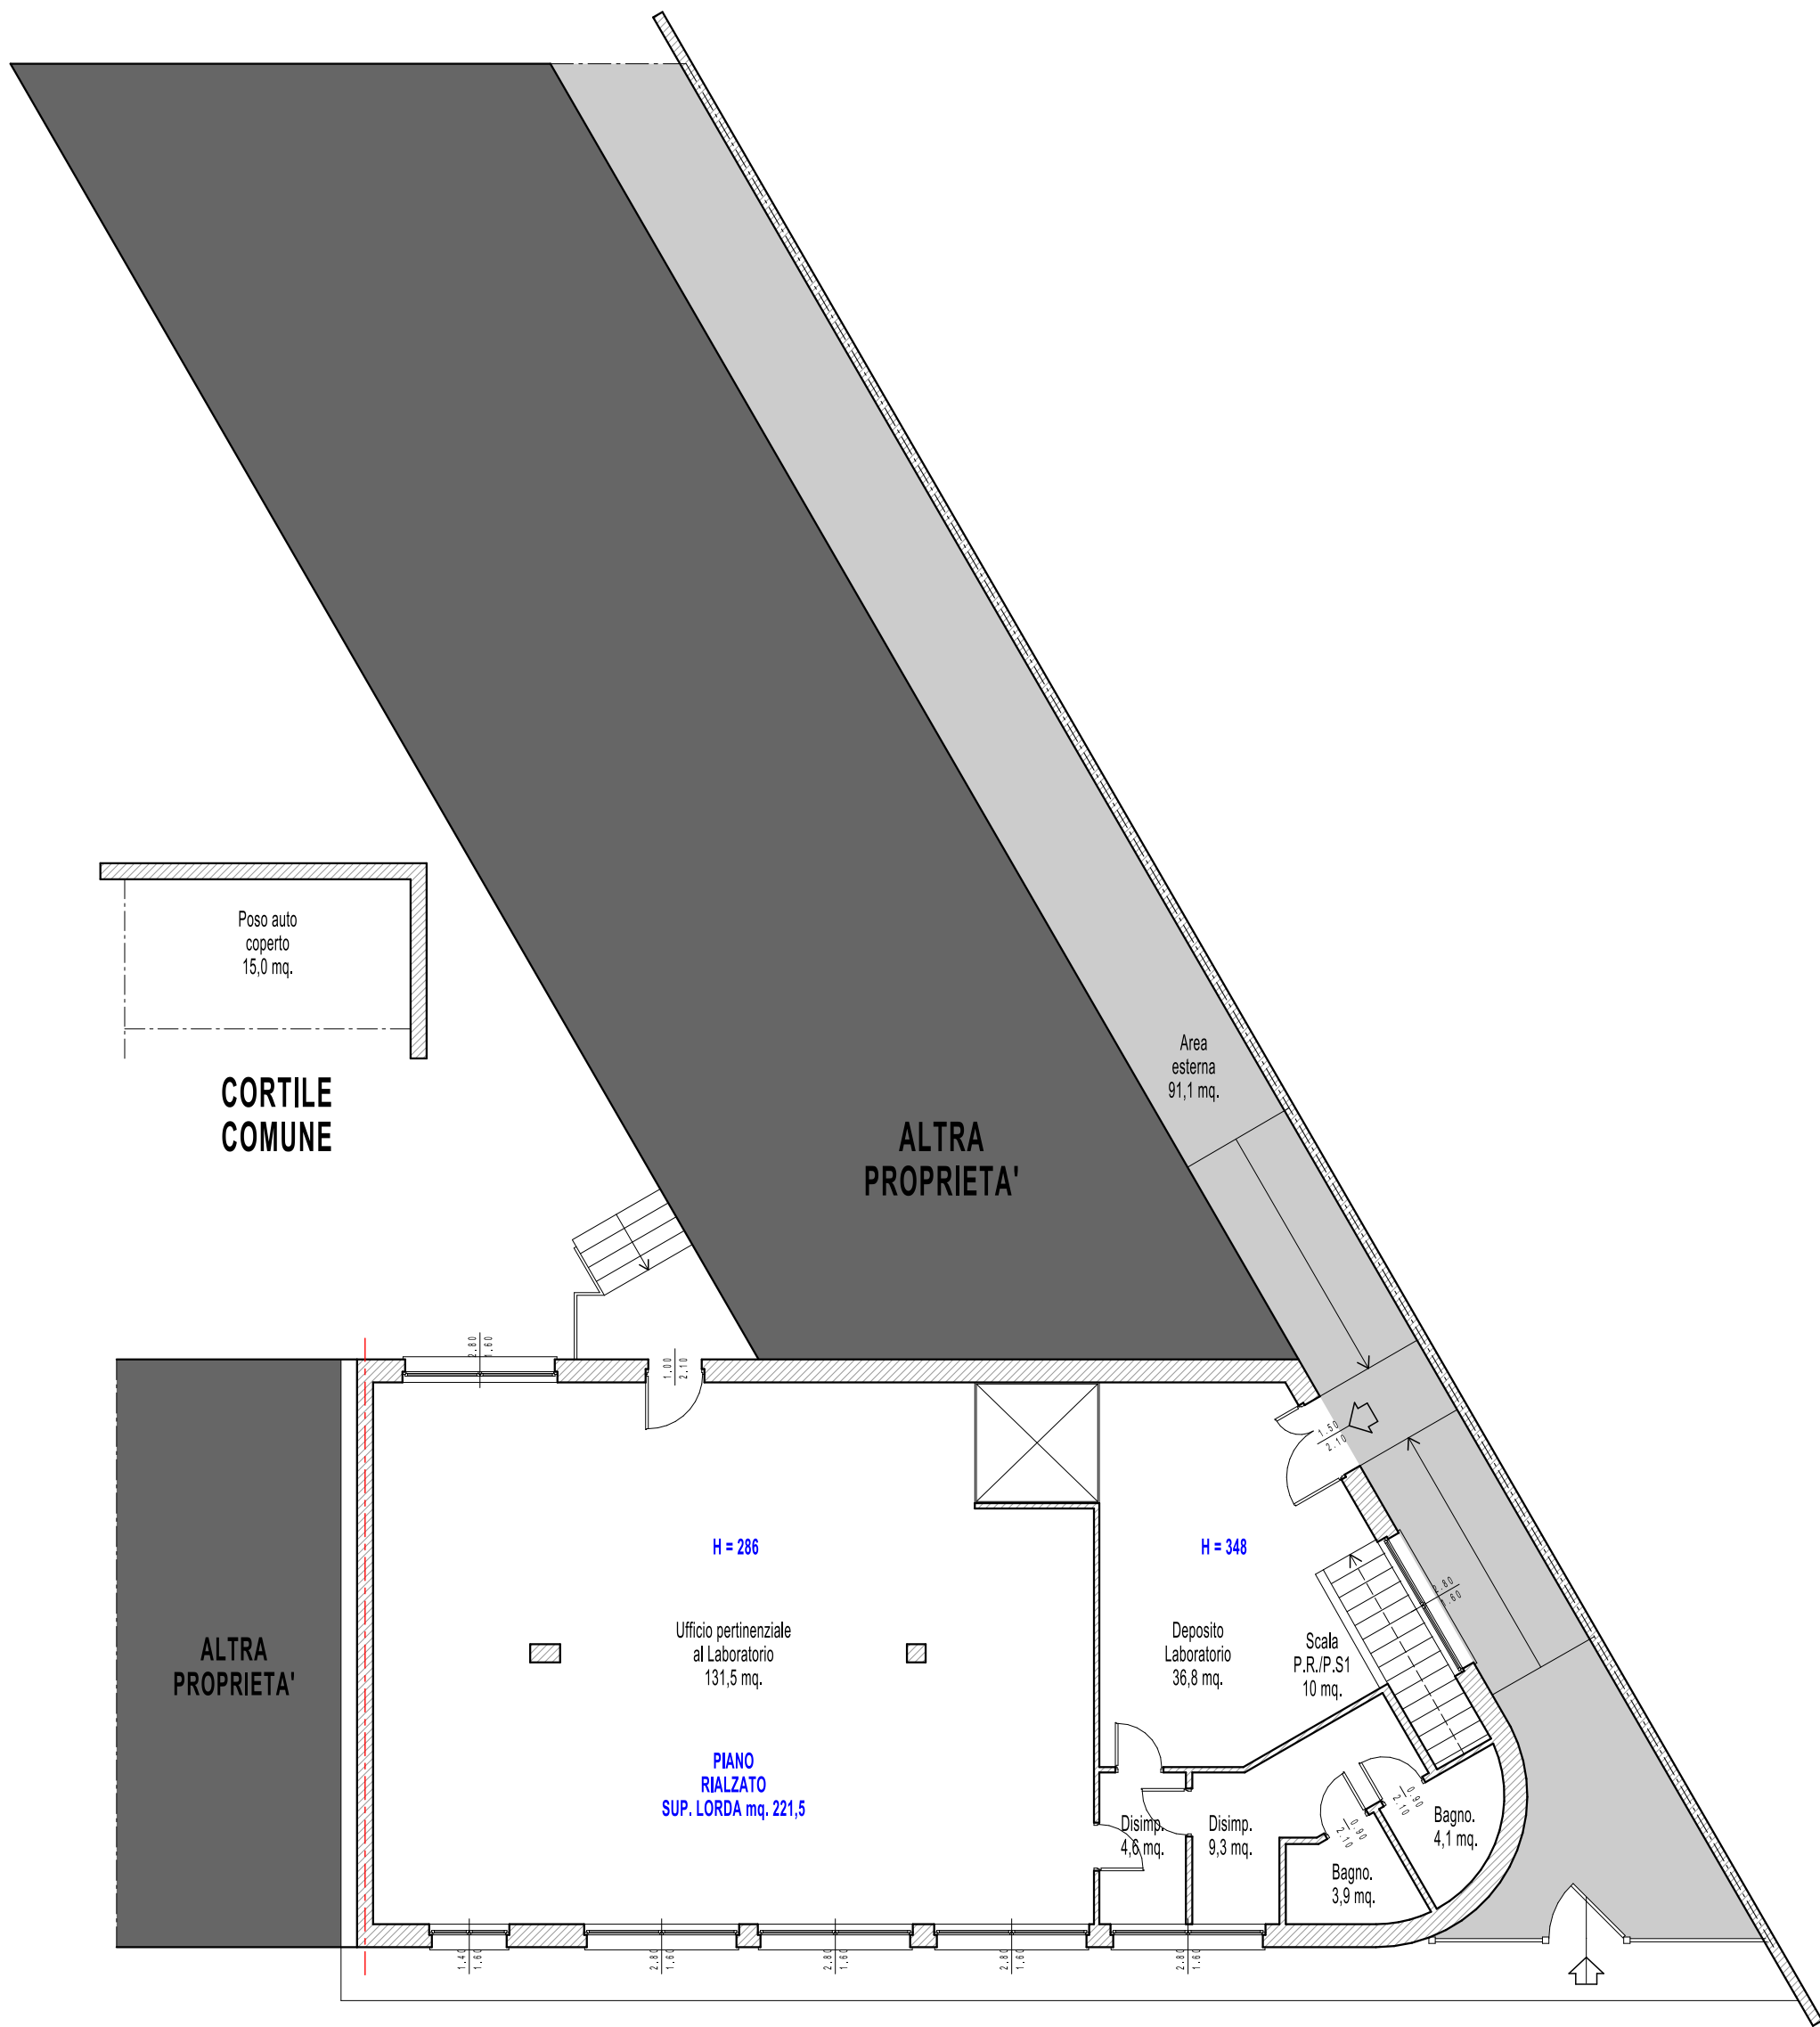 Poso auto
coperto
15,0 mq.
CORTILE
COMUNE
Area
esterna
91,1 mq.
ALTRA
PROPRIETA'
2.80
1.60
1.00
2.10
1.50
2.10
H = 286
H = 348
2.80
1.60
Ufficio pertinenziale
al Laboratorio
131,5 mq.
Deposito
Laboratorio
36,8 mq.
Scala
P.R./P.S1
10 mq.
ALTRA
PROPRIETA'
PIANO
RIALZATO
SUP. LORDA mq. 221,5
Disimp.
4,6 mq.
Disimp.
9,3 mq.
0.90
2.10
0.90
2.10
Bagno.
4,1 mq.
Bagno.
3,9 mq.
1.40
1.60
2.80
1.60
2.80
1.60
2.80
1.60
2.80
1.60